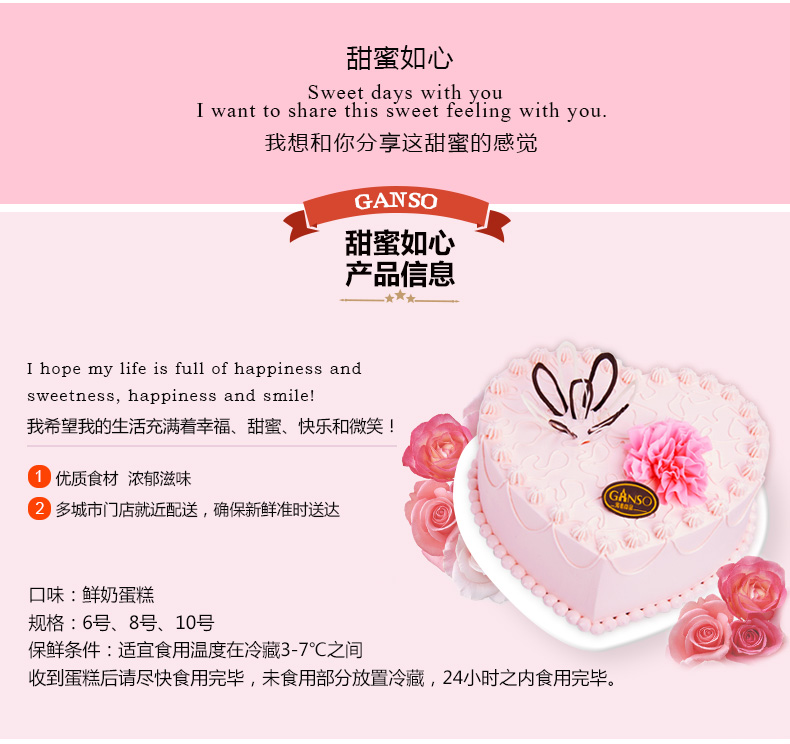 甜蜜如心
Sweet days with you
I want to share this sweet feeling with you.
我想和你分享这甜蜜的感觉
GANSO
甜蜜如心
产品信息
I hope my life is full of happiness and
sweetness, happiness and smile!
我希望我的生活充满着幸福、甜蜜、快乐和微笑！
1 优质食材 浓郁滋味
2 多城市门店就近配送，确保新鲜准时送达
GANSO
口味：鲜奶蛋糕
规格：6号、8号、10号
保鲜条件：适宜食用温度在冷藏3-7℃之间
收到蛋糕后请尽快食用完毕，未食用部分放置冷藏，24小时之内食用完毕。